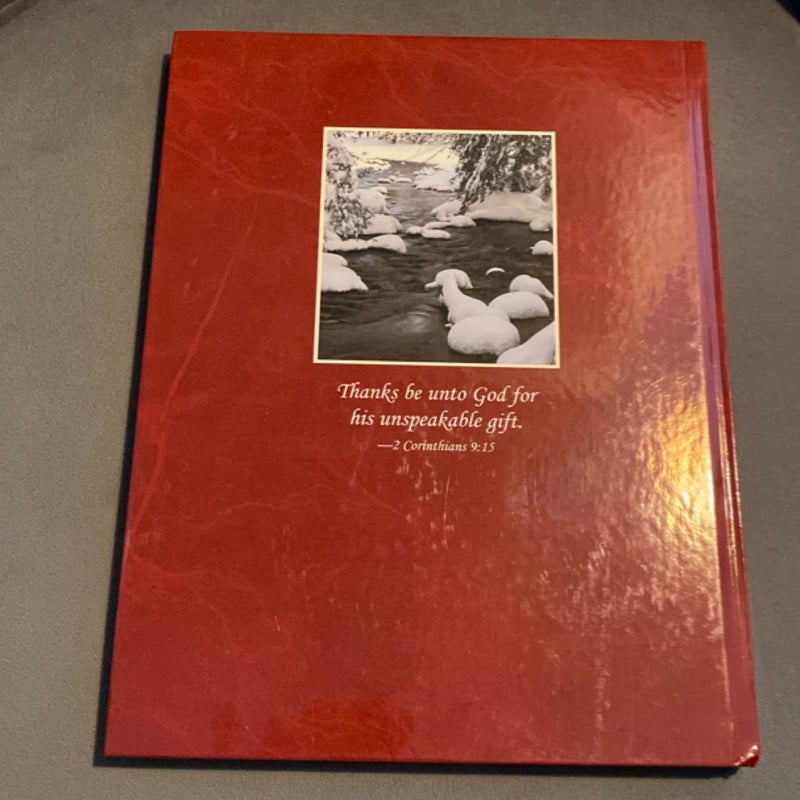 Thanks be unto God for
his unspeakable gift.
—2 Corinthians 9:15